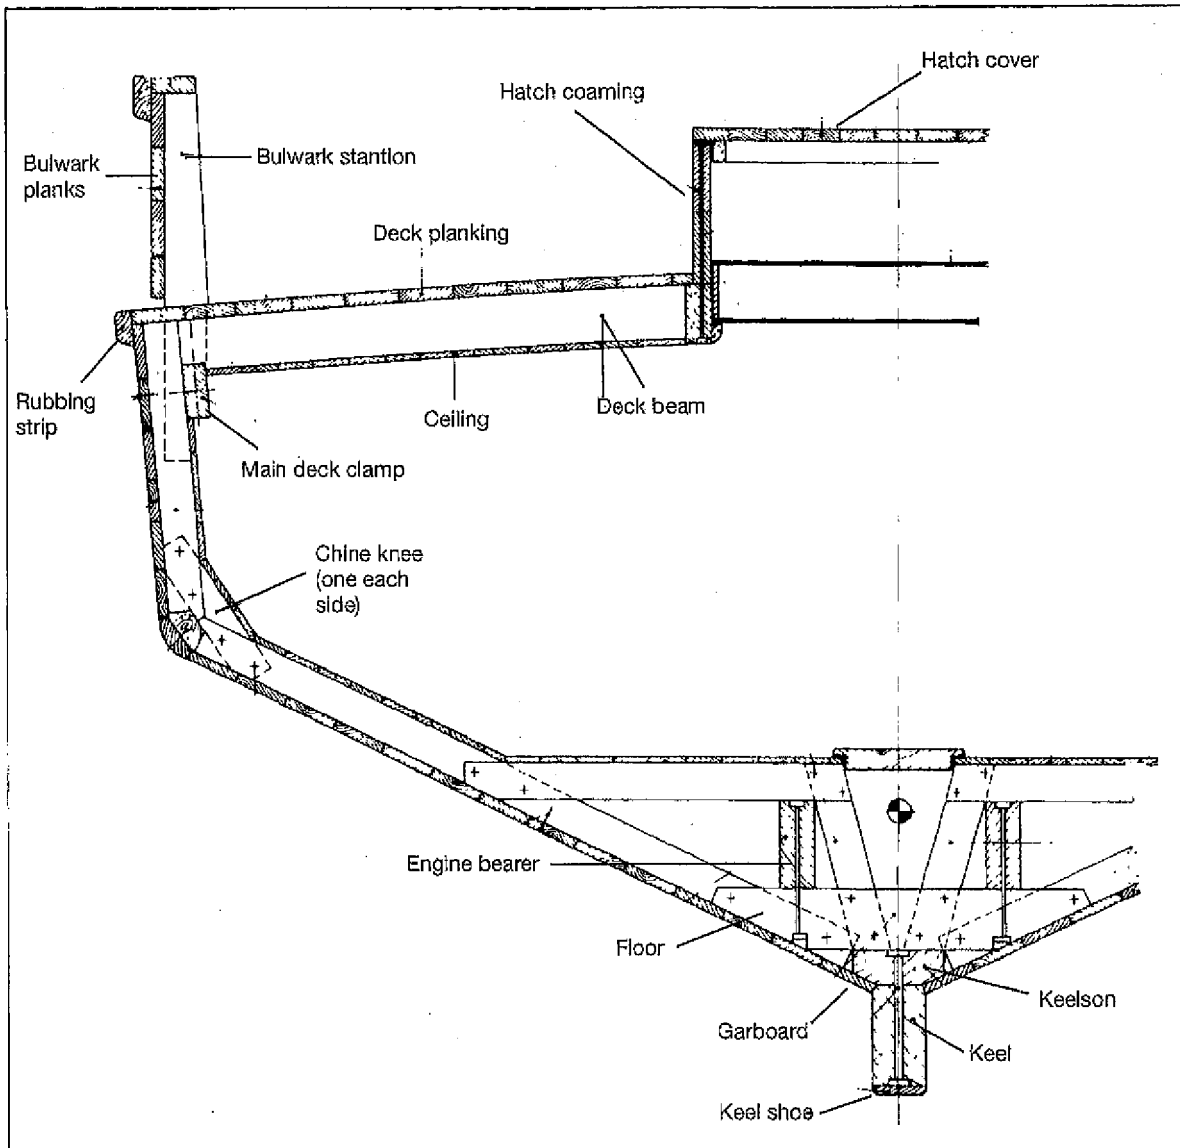 Hatch cover
Hatch coaming
Bulwark stantion
Bulwark
planks
Deck planking
Rubbing
strip
Ceiling
Deck beam
Main deck clamp
Chine knee
(one each
side)
Engine bearer
Floor
Keelson
Garboard
Keel
Keel shoe